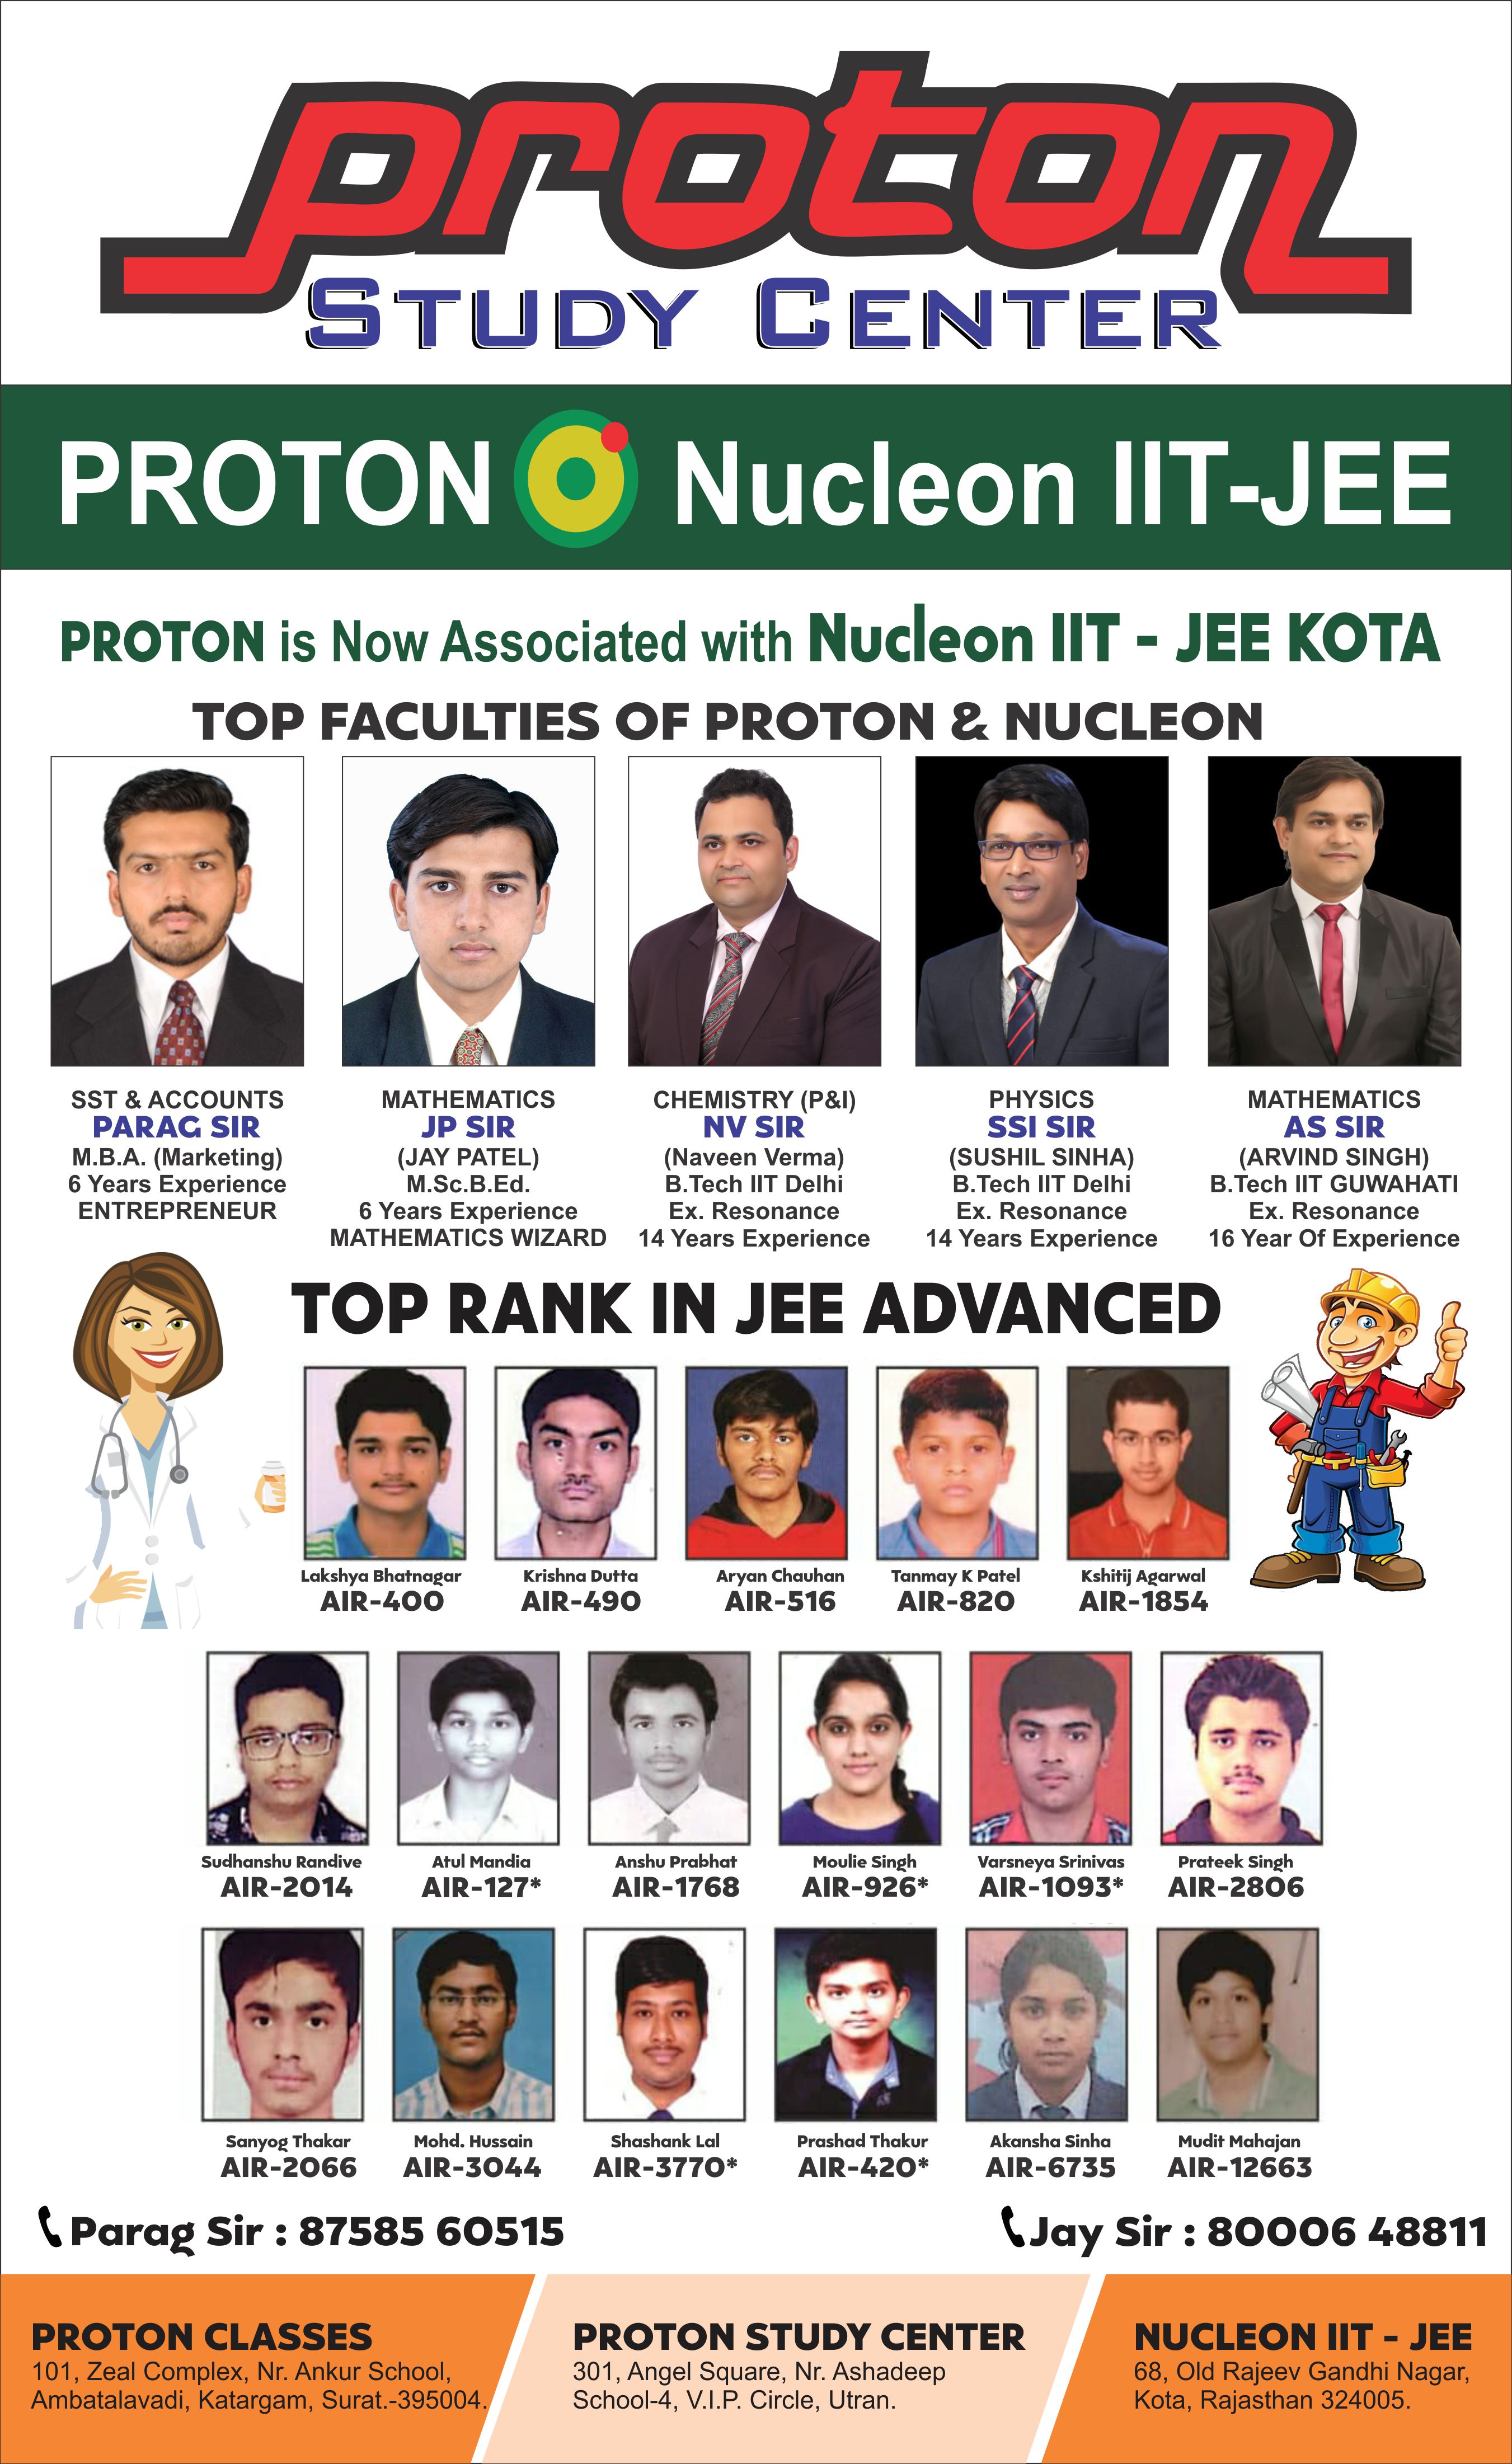 proton
STUDY CENTER
PROTON Nucleon IIT-JEE
PROTON is Now Associated with Nucleon IIT - JEE KOTA
TOP FACULTIES OF PROTON & NUCLEON
SST & ACCOUNTS
PARAG SIR
M.B.A. (Marketing)
6 Years Experience
ENTREPRENEUR
MATHEMATICS
JP SIR
(JAY PATEL)
M.Sc.B.Ed.
6 Years Experience
MATHEMATICS WIZARD
CHEMISTRY (P&I)
NV SIR
(Naveen Verma)
B.Tech IIT Delhi
Ex. Resonance
14 Years Experience
PHYSICS
SSI SIR
(SUSHIL SINHA)
B.Tech IIT Delhi
Ex. Resonance
14 Years Experience
MATHEMATICS
AS SIR
(ARVIND SINGH)
B.Tech IIT GUWAHATI
Ex. Resonance
16 Year Of Experience
TOP RANK IN JEE ADVANCED
Lakshya Bhatnagar
AIR-400
Krishna Dutta
AIR-490
Aryan Chauhan
AIR-516
Tanmay K Patel
AIR-820
Kshitij Agarwal
AIR-1854
Sudhanshu Randive
AIR-2014
Atul Mandia
AIR-127*
Anshu Prabhat
AIR-1768
Moulie Singh
AIR-926*
Varsneya Srinivas
AIR-1093*
Prateek Singh
AIR-2806
Sanyog Thakar
AIR-2066
Mohd. Hussain
AIR-3044
Shashank Lal
AIR-3770*
Prashad Thakur
AIR-420*
Akansha Sinha
AIR-6735
Mudit Mahajan
AIR-12663
Parag Sir : 87585 60515
Jay Sir : 80006 48811
PROTON CLASSES
101, Zeal Complex, Nr. Ankur School,
Ambatalavadi, Katargam, Surat.-395004.
PROTON STUDY CENTER
301, Angel Square, Nr. Ashadeep
School-4, V.I.P. Circle, Utran.
NUCLEON IIT - JEE
68, Old Rajeev Gandhi Nagar,
Kota, Rajasthan 324005.